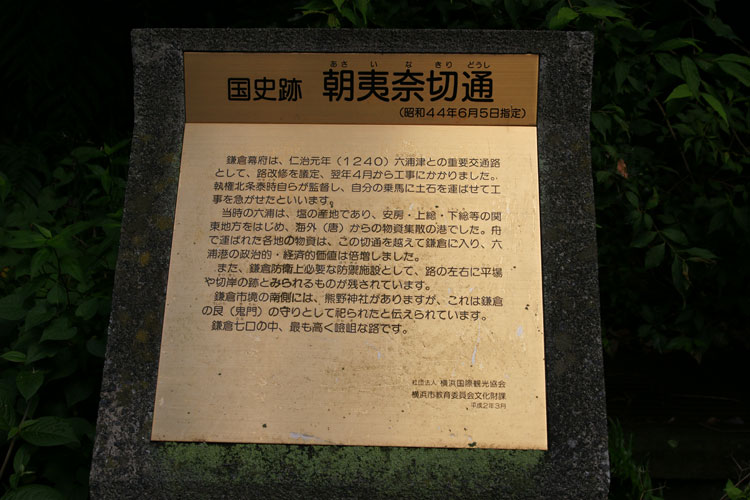 あさ い な きり どうし
国史跡 朝夷奈切通
(昭和44年6月5日指定)
鎌倉幕府は、仁治元年(1240)六浦津との重要交通路
として、路改修を議定、翌年4月から工事にかかりました。
執権北条泰時自らが監督し、自分の乗馬に土石を運ばせて工
事を急がせたといいます。
当時の六浦は、塩の産地であり、安房・上総・下総等の関
東地方をはじめ、海外(唐)からの物資集散の港でした。舟
で運ばれた各地の物資は、この切通を越えて鎌倉に入り、六
浦港の政治的・経済的価値は倍増しました。
また、鎌倉防衛上必要な防禦施設として、路の左右に平場
や切岸の跡とみられるものが残されています。
鎌倉市境の南側には、熊野神社がありますが、これは鎌倉
の艮(鬼門)の守りとして祀られたと伝えられています。
鎌倉七口の中、最も高く嶮岨な路です。
社団法人 横浜国際観光協会
横浜市教育委員会文化財課
平成2年3月